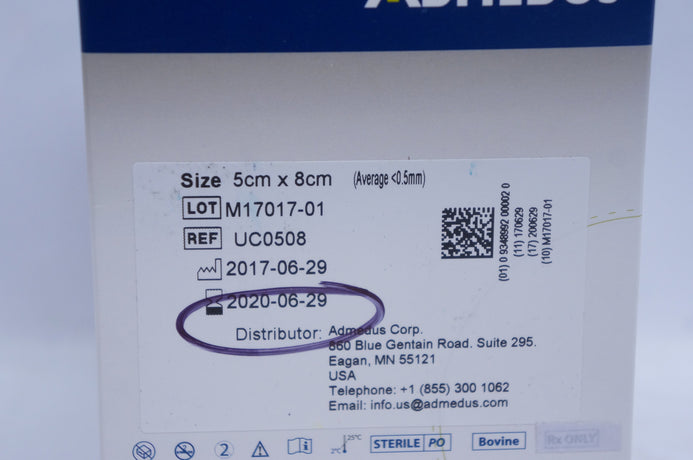 ADMEDUS
Size 5cm x 8cm (Average <0.5mm)
LOT M17017-01
REF UC0508
2017-06-29
2020-06-29
Distributor: Admedus Corp.
860 Blue Gentain Road. Suite 295.
Eagan, MN 55121
USA
Telephone: +1 (855) 300 1062
Email: info.us@admedus.com
(01) 0 9348992 00002 0
(11) 170629
(17) 200629
(10) M17017-01
2
2°C
25°C
STERILE PO
Bovine
Rx ONLY